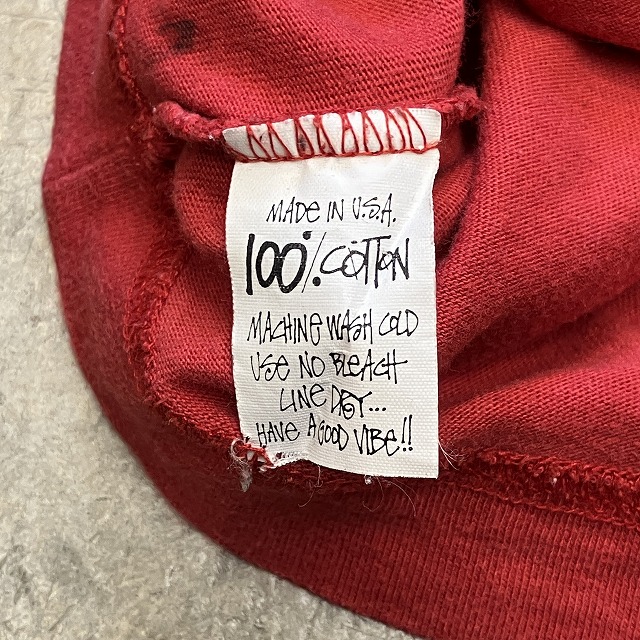 MADE IN U.S.A.
100%. COTTON
MACHINE WASH COLD
USE NO BLEACH
LINE DRY...
HAVE A GOOD VIBE!!